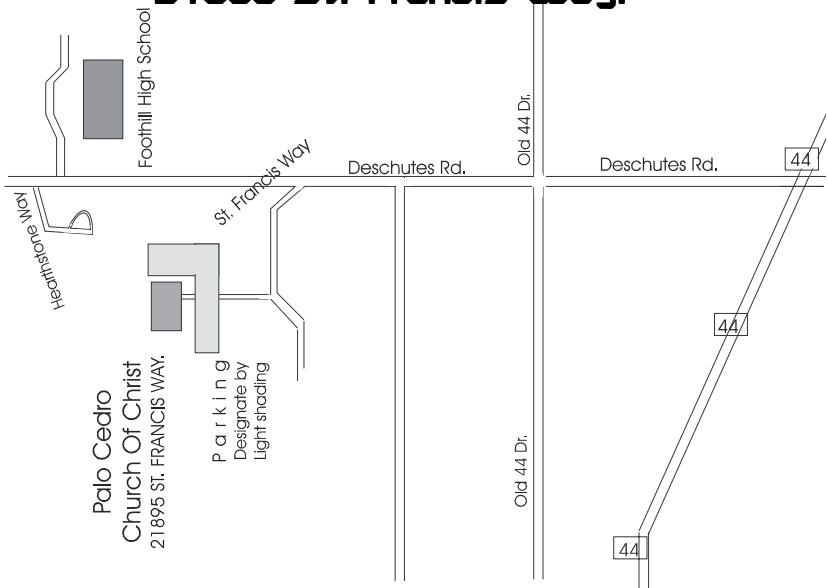 Foothill High School
Old 44 Dr.
44
Deschutes Rd.
Deschutes Rd.
St. Francis Way
Hearthstone Way
44
Palo Cedro
Church Of Christ
21895 ST. FRANCIS WAY.
Parking
Designate by
Light shading
Old 44 Dr.
44